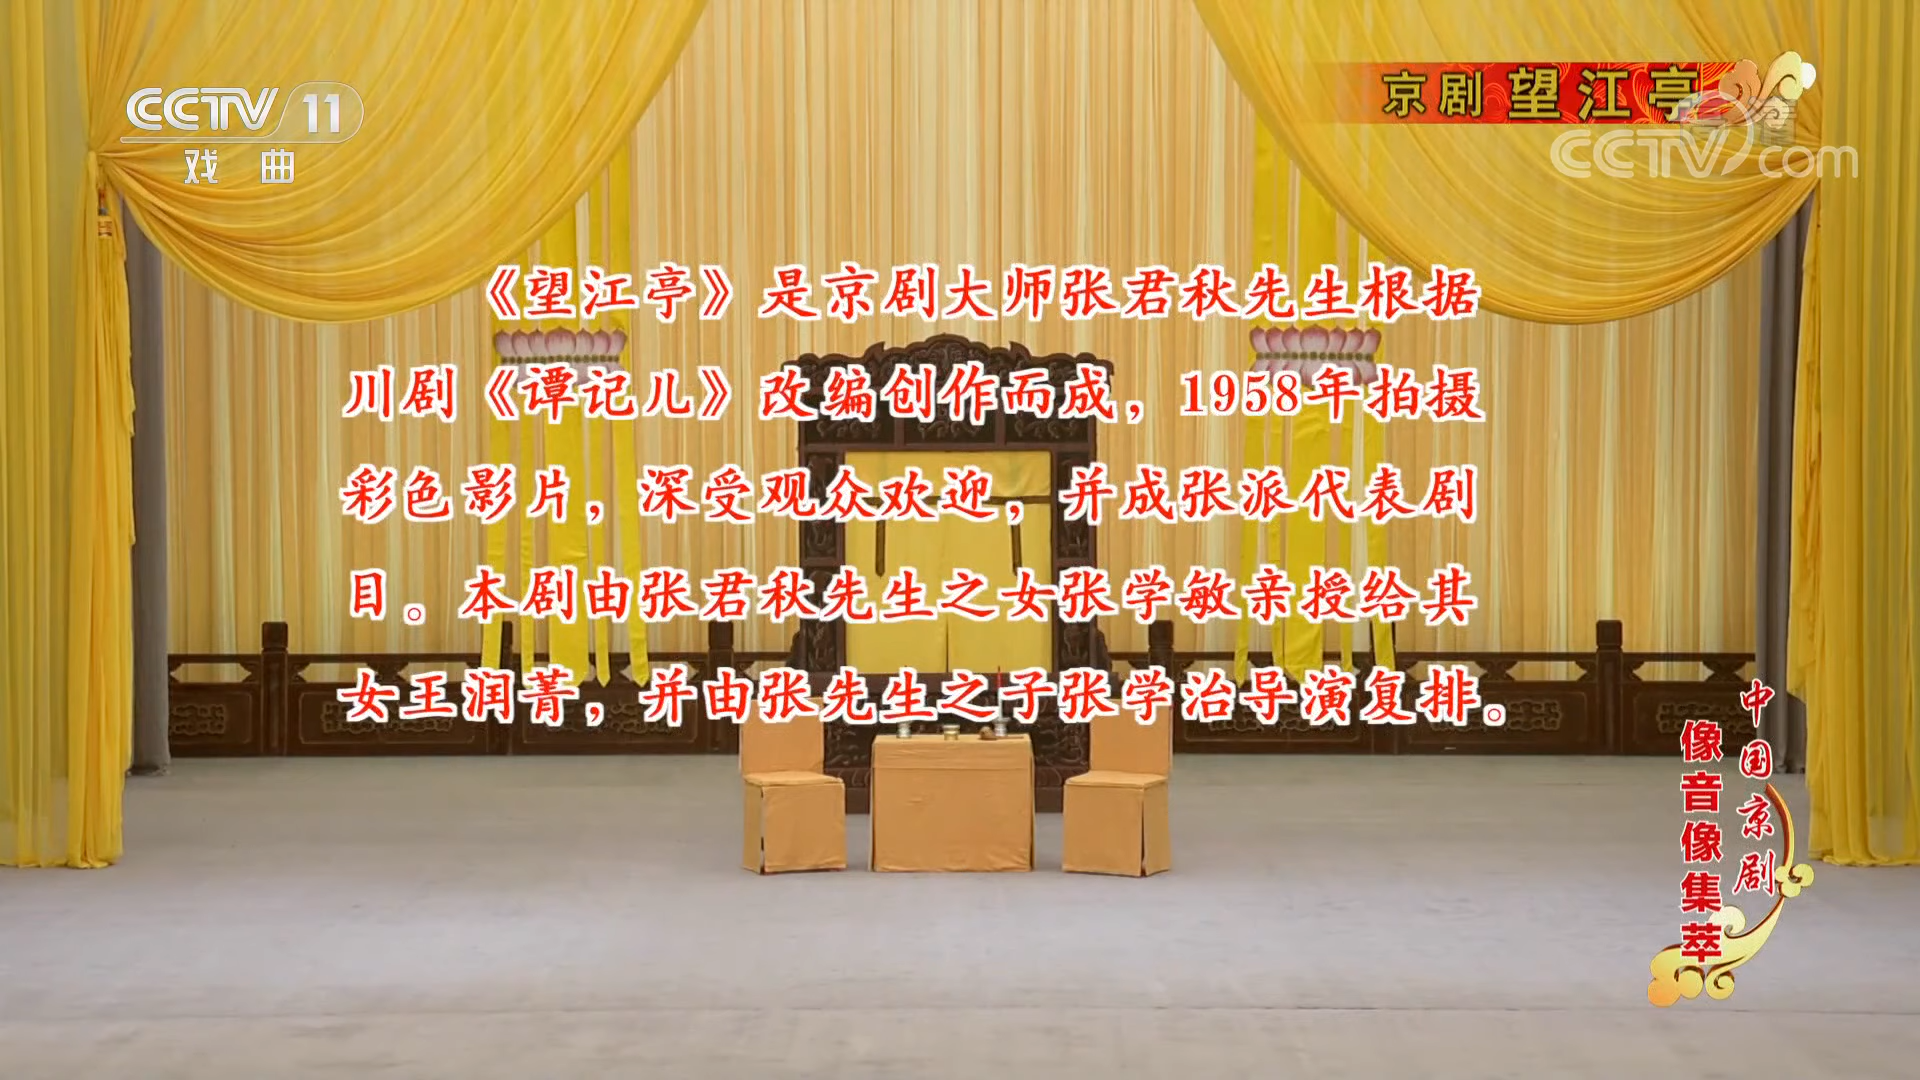 CCTV 11
戏曲
京剧 望江亭
高清
CCTV.com
《望江亭》是京剧大师张君秋先生根据
川剧《谭记儿》改编创作而成，1958年拍摄
彩色影片，深受观众欢迎，并成张派代表剧
目。本剧由张君秋先生之女张学敏亲授给其
女王润菁，并由张先生之子张学治导演复排。
中国京剧
像音像集萃